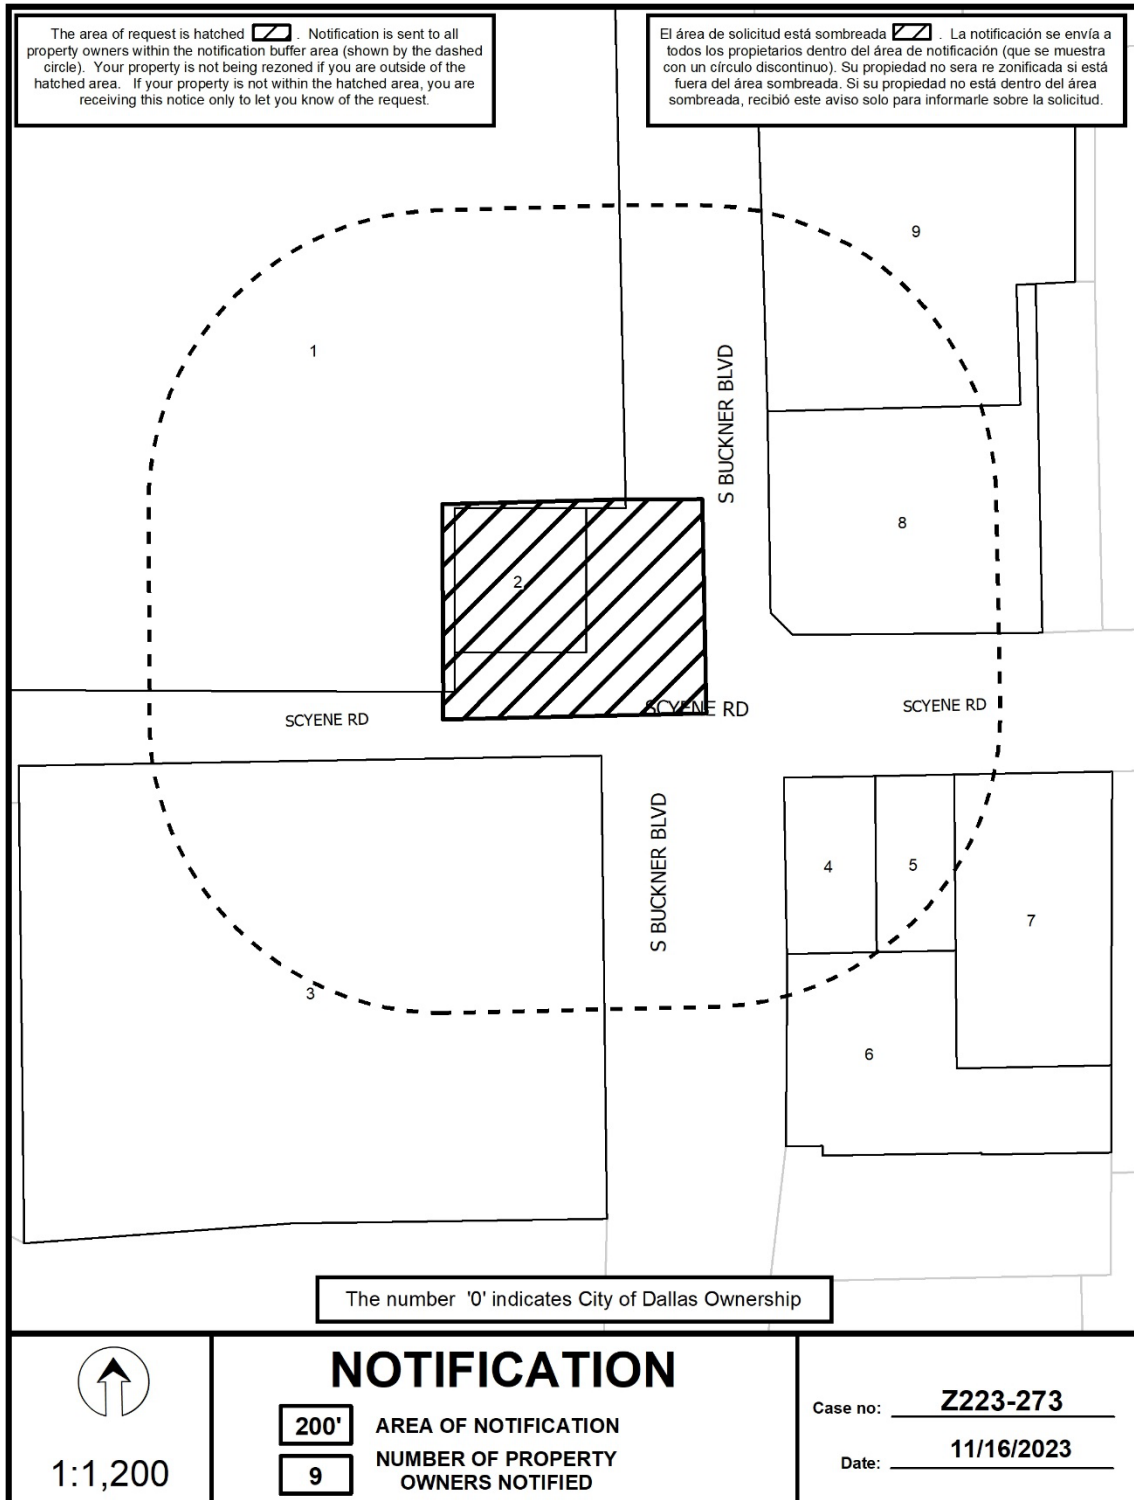 The area of request is hatched . Notification is sent to all
property owners within the notification buffer area (shown by the dashed
circle). Your property is not being rezoned if you are outside of the
hatched area. If your property is not within the hatched area, you are
receiving this notice only to let you know of the request.
El área de solicitud está sombreada . La notificación se envía a
todos los propietarios dentro del área de notificación (que se muestra
con un círculo discontinuo). Su propiedad no sera re zonificada si está
fuera del área sombreada. Si su propiedad no está dentro del área
sombreada, recibió este aviso solo para informarle sobre la solicitud.
9
1
S BUCKNER BLVD
8
2
SCYENE RD
SCYENE RD
SCYENE RD
S BUCKNER BLVD
4
5
7
3
6
The number '0' indicates City of Dallas Ownership
1:1,200
NOTIFICATION
200' AREA OF NOTIFICATION
9 NUMBER OF PROPERTY
OWNERS NOTIFIED
Case no: Z223-273
Date: 11/16/2023